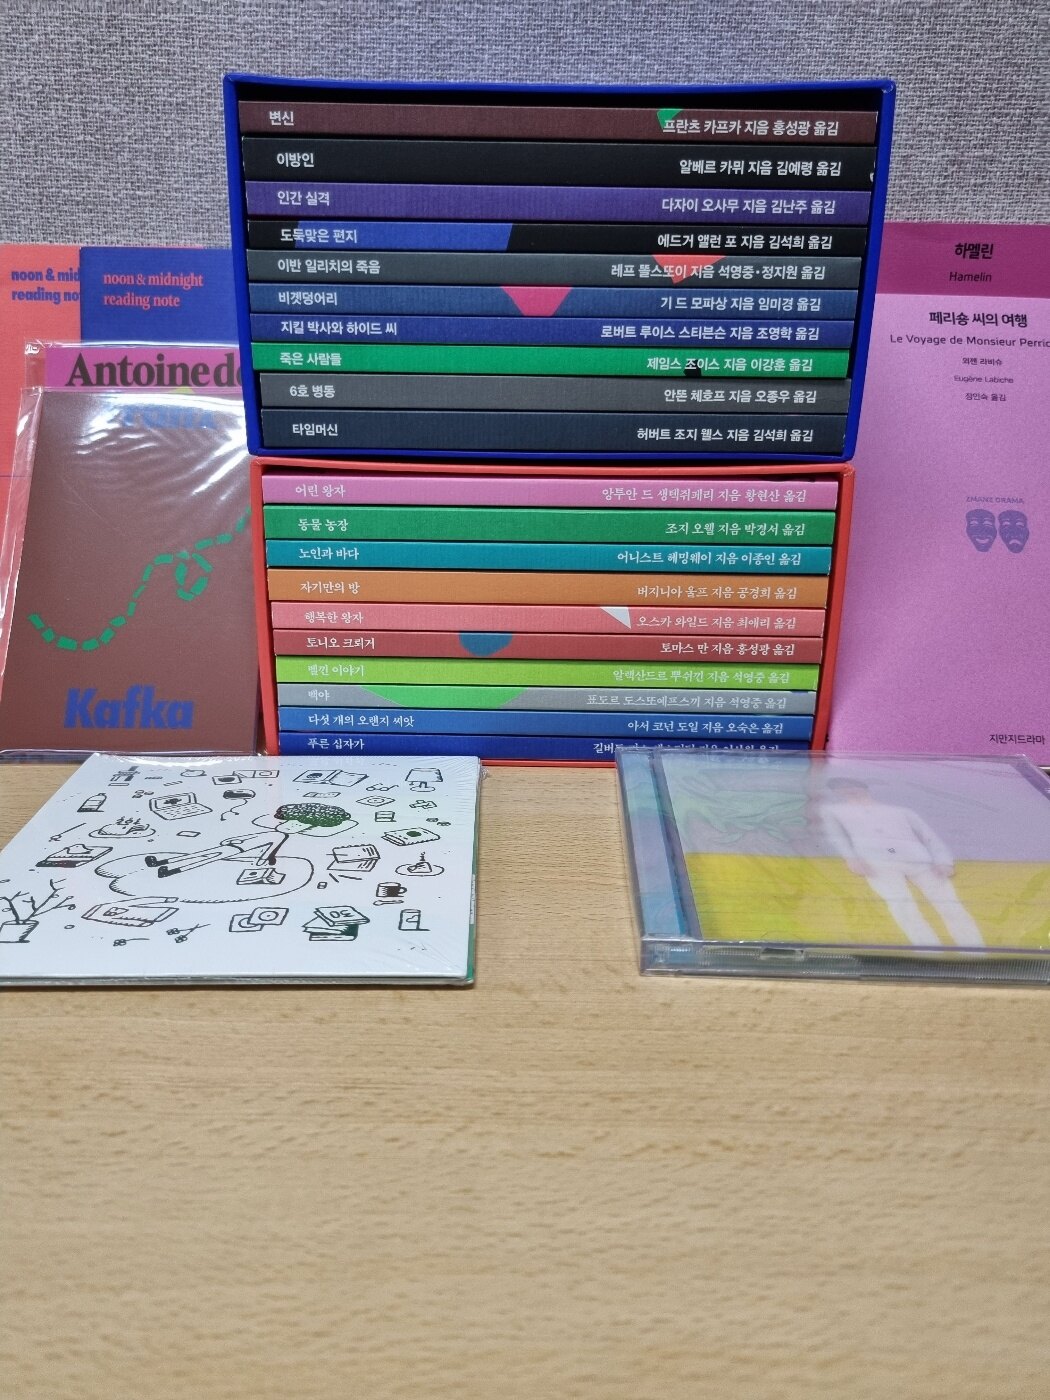 변신 프란츠 카프카 지음 홍성광 옮김
이방인 알베르 카뮈 지음 김예령 옮김
인간 실격 다자이 오사무 지음 김난주 옮김
도둑맞은 편지 에드거 앨런 포 지음 김석희 옮김
이반 일리치의 죽음 레프 똘스또이 지음 석영중·정지원 옮김
비곗덩어리 기 드 모파상 지음 임미경 옮김
지킬 박사와 하이드 씨 로버트 루이스 스티븐슨 지음 조영학 옮김
죽은 사람들 제임스 조이스 지음 이강훈 옮김
6호 병동 안똔 체호프 지음 오종우 옮김
타임머신 허버트 조지 웰스 지음 김석희 옮김
어린 왕자 앙투안 드 생텍쥐페리 지음 황현산 옮김
동물 농장 조지 오웰 지음 박경서 옮김
노인과 바다 어니스트 헤밍웨이 지음 이종인 옮김
자기만의 방 버지니아 울프 지음 공경희 옮김
행복한 왕자 오스카 와일드 지음 최애리 옮김
토니오 크뢰거 토마스 만 지음 홍성광 옮김
벨낀 이야기 알렉산드르 뿌쉬낀 지음 석영중 옮김
백야 표도르 도스또예프스끼 지음 석영중 옮김
다섯 개의 오렌지 씨앗 아서 코넌 도일 지음 오숙은 옮김
푸른 십자가
noon & mid
reading no
noon & midnight
reading note
Antoine de
Kafka
하멜린
Hamelin
페리숑 씨의 여행
Le Voyage de Monsieur Perric
외젠 라비슈
Eugène Labiche
장인숙 옮김
ZMANZ DRAMA
지만지드라마
30